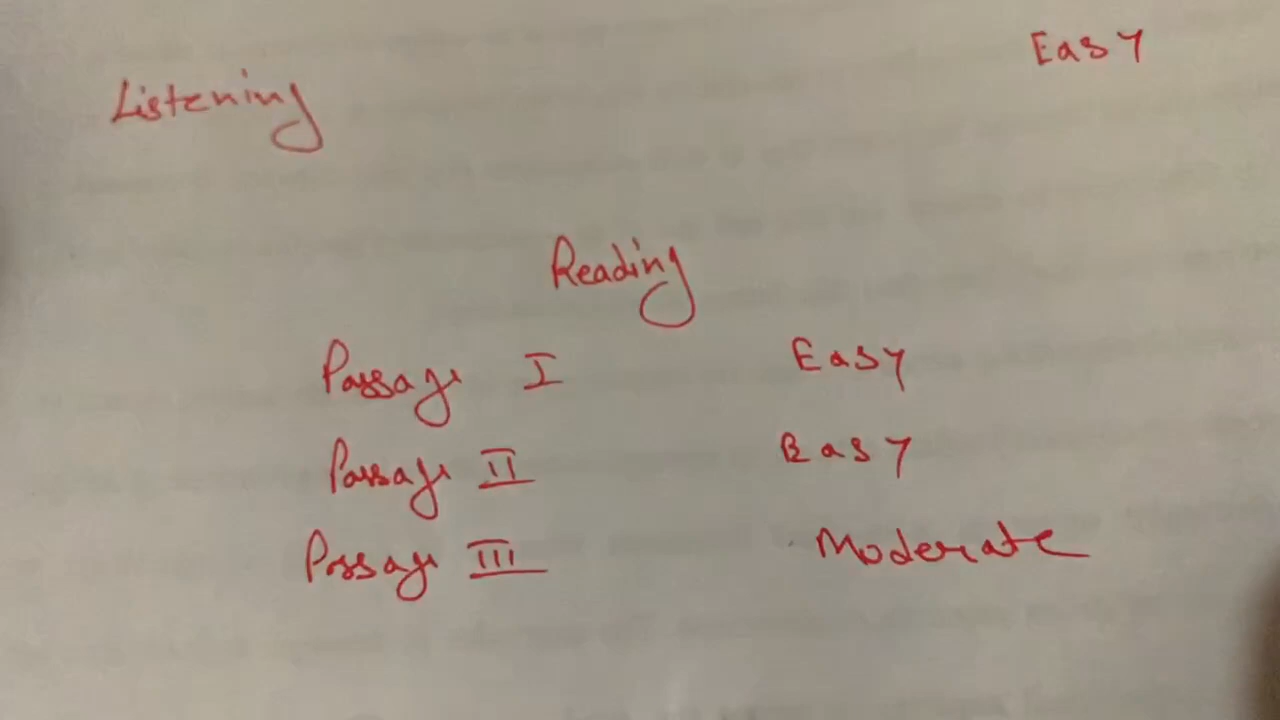 Listening Easy
Reading
Passage I Easy
Passage II Easy
Passage III Moderate